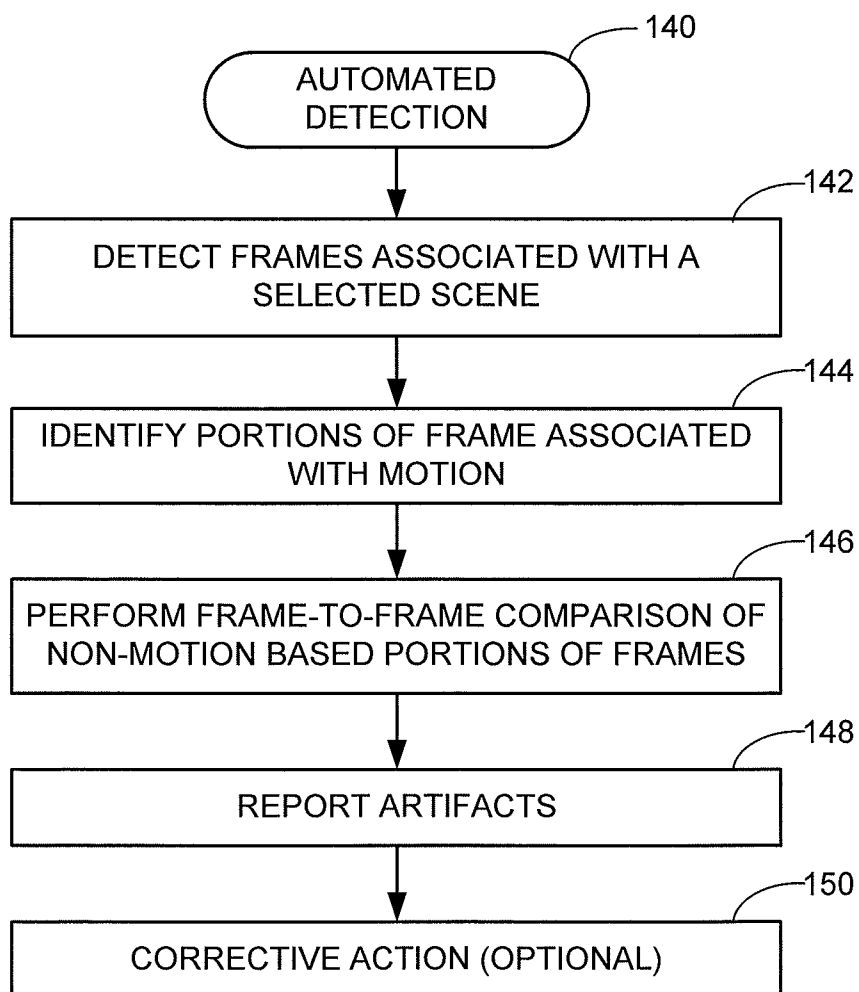 140
AUTOMATED
DETECTION
142
DETECT FRAMES ASSOCIATED WITH A
SELECTED SCENE
144
IDENTIFY PORTIONS OF FRAME ASSOCIATED
WITH MOTION
146
PERFORM FRAME-TO-FRAME COMPARISON OF
NON-MOTION BASED PORTIONS OF FRAMES
148
REPORT ARTIFACTS
150
CORRECTIVE ACTION (OPTIONAL)